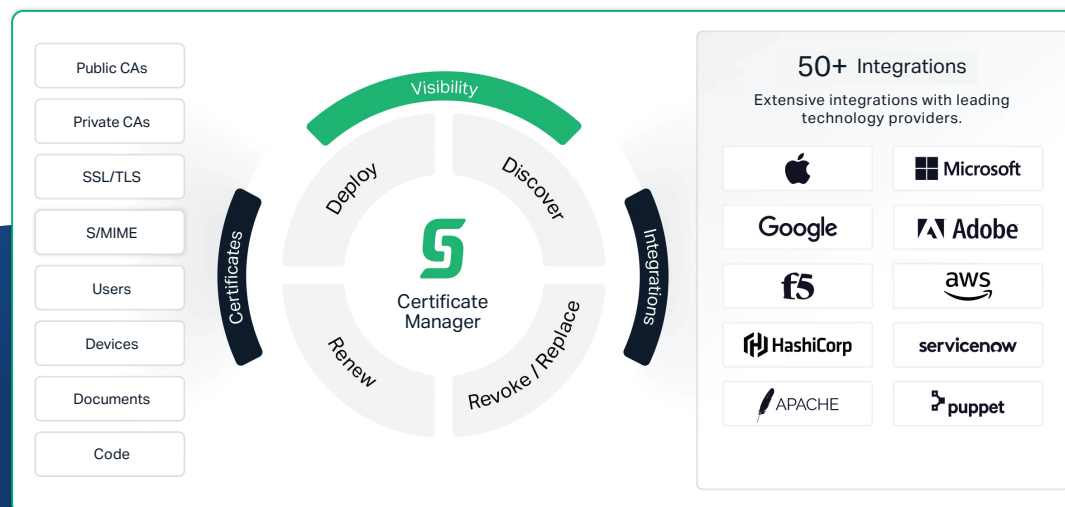 Public CAs
Private CAs
SSL/TLS
S/MIME
Users
Devices
Documents
Code
Visibility
Certificates
Integrations
Deploy
Discover
Renew
Revoke / Replace
Certificate
Manager
50+ Integrations
Extensive integrations with leading
technology providers.
Microsoft
Google
Adobe
f5
aws
HashiCorp
servicenow
APACHE
puppet